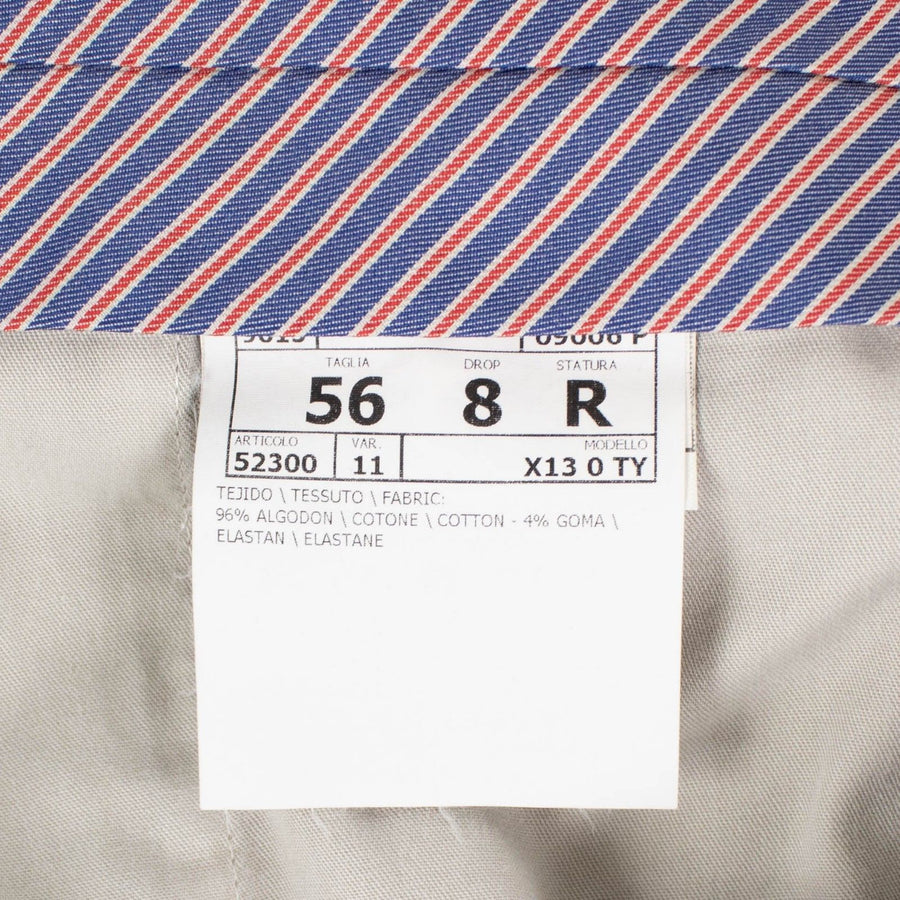 TAGLIA DROP STATURA
56 8 R
ARTICOLO VAR. MODELLO
52300 11 X13 0 TY
TEJIDO \ TESSUTO \ FABRIC:
96% ALGODON \ COTONE \ COTTON - 4% GOMA \
ELASTAN \ ELASTANE